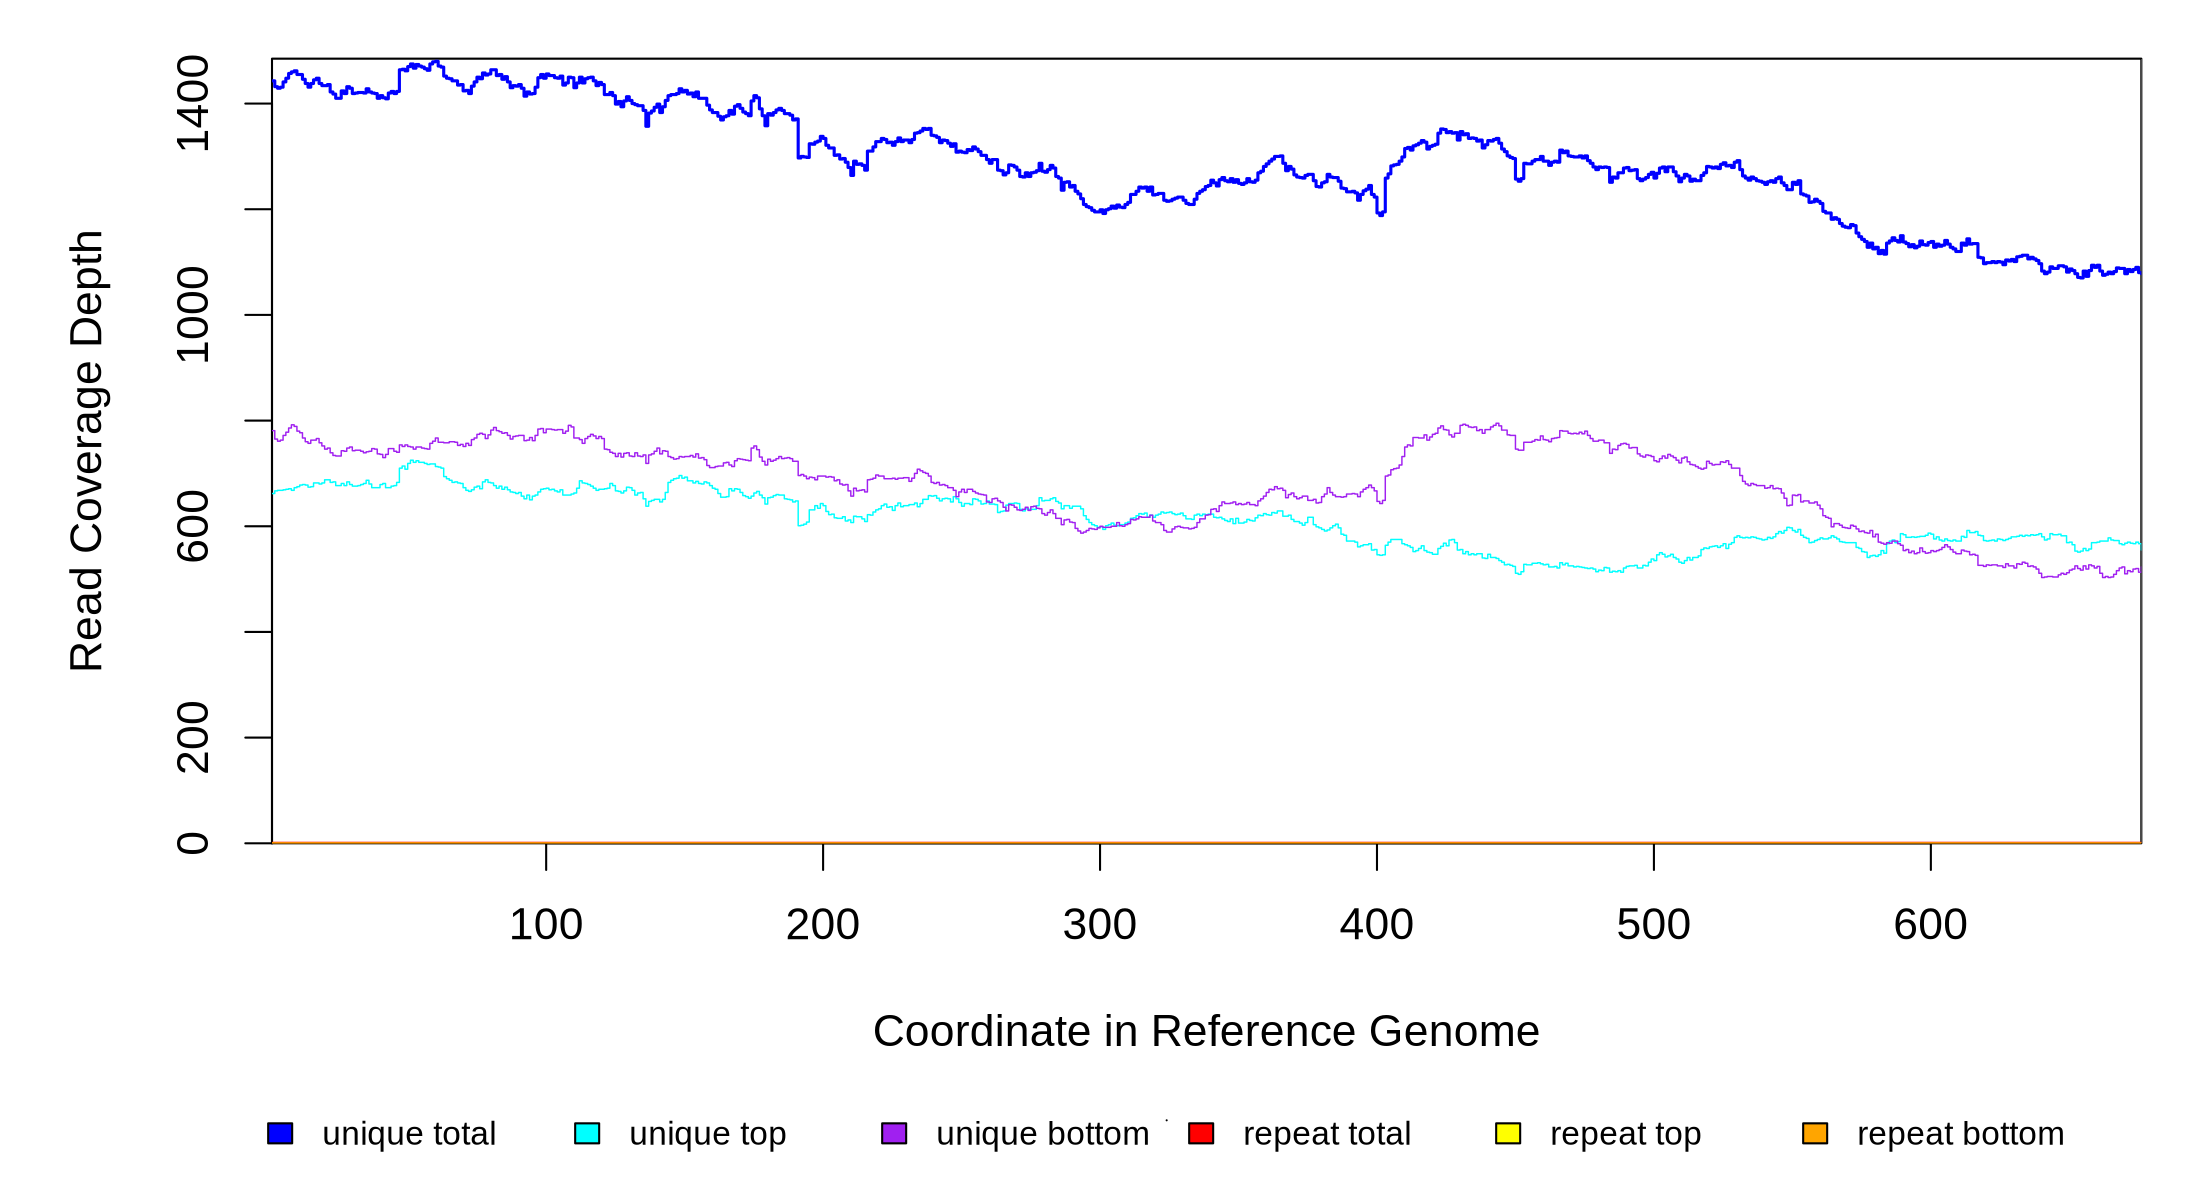 Read Coverage Depth
1400
1000
600
200
0
100 200 300 400 500 600
Coordinate in Reference Genome
unique total unique top unique bottom repeat total repeat top repeat bottom